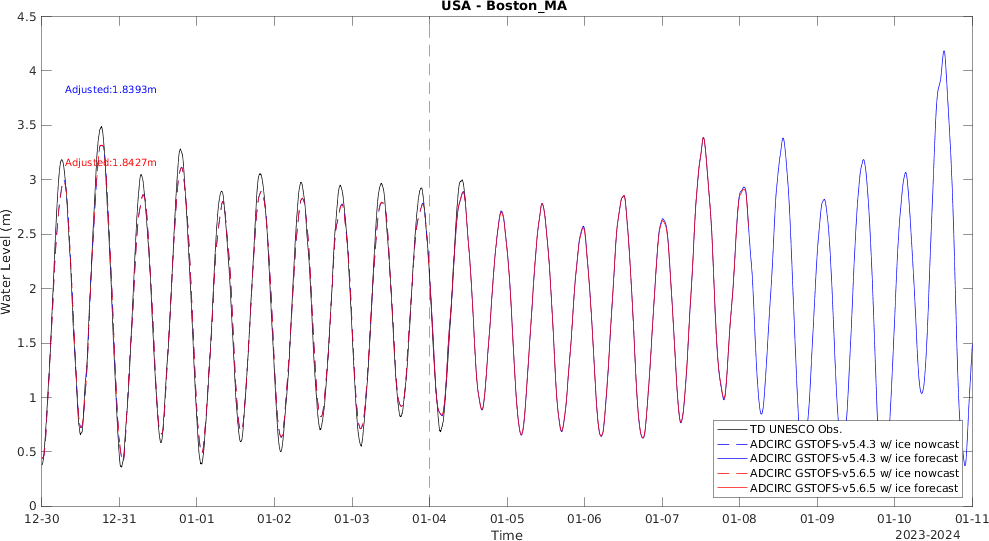 USA - Boston_MA
4.5
4
3.5
3
2.5
2
1.5
1
0.5
0
Water Level (m)
Adjusted:1.8393m
Adjusted:1.8427m
TD UNESCO Obs.
ADCIRC GSTOFS-v5.4.3 w/ ice nowcast
ADCIRC GSTOFS-v5.4.3 w/ ice forecast
ADCIRC GSTOFS-v5.6.5 w/ ice nowcast
ADCIRC GSTOFS-v5.6.5 w/ ice forecast
12-30 12-31 01-01 01-02 01-03 01-04 01-05 01-06 01-07 01-08 01-09 01-10 01-11
Time
2023-2024